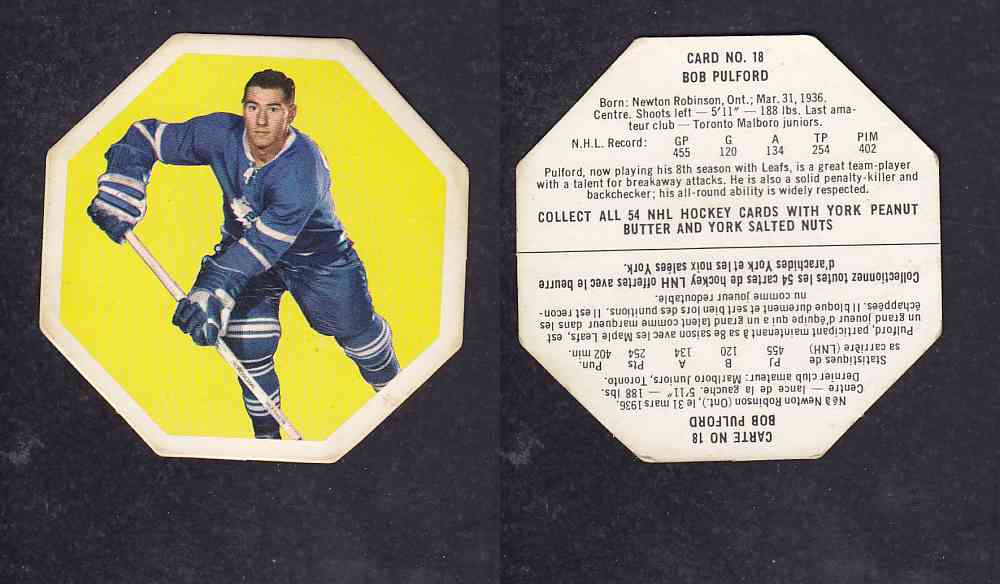 CARD NO. 18
BOB PULFORD
Born: Newton Robinson, Ont.; Mar. 31, 1936.
Centre. Shoots left — 5'11" — 188 lbs. Last ama-
teur club — Toronto Malboro juniors.
N.H.L. Record: GP G A TP PIM
455 120 134 254 402
Pulford, now playing his 8th season with Leafs, is a great team-player
with a talent for breakaway attacks. He is also a solid penalty-killer and
backchecker; his all-round ability is widely respected.
COLLECT ALL 54 NHL HOCKEY CARDS WITH YORK PEANUT
BUTTER AND YORK SALTED NUTS
CARTE NO 18
BOB PULFORD
Né à Newton Robinson (Ont.), le 31 mars 1936.
Centre — lance de la gauche. 5'11" — 188 lbs.
Dernier club amateur: Marlboro Juniors, Toronto.
Statistiques de PJ B A Pts Pun.
sa carrière (LNH) 455 120 134 254 402 min.
Pulford, participant maintenant à sa 8e saison avec Maple Leafs, est
un grand joueur d'équipe qui a un grand talent comme marqueur dans les
échappées. Il bloque durement et sert bien lors des punitions. Il est recon-
nu comme joueur redoutable.
Collectionnez toutes les 54 cartes de hockey LNH offertes avec le beurre
d'arachides York et les noix salées York.